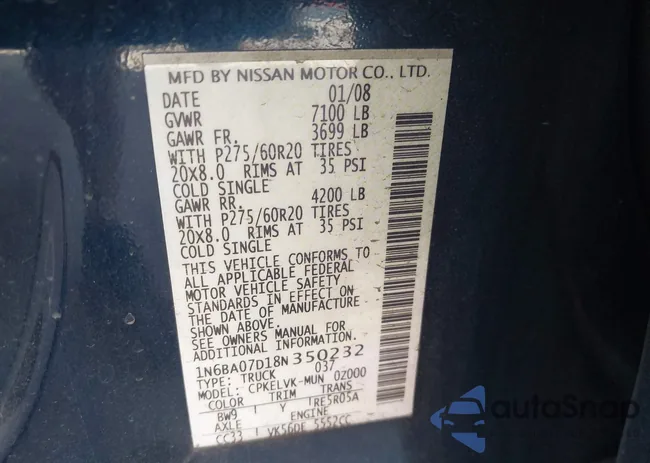 MFD BY NISSAN MOTOR CO., LTD.
DATE 01/08
GVWR 7100 LB
GAWR FR. 3699 LB
WITH P275/60R20 TIRES
20X8.0 RIMS AT 35 PSI
COLD SINGLE
GAWR RR. 4200 LB
WITH P275/60R20 TIRES
20X8.0 RIMS AT 35 PSI
COLD SINGLE
THIS VEHICLE CONFORMS TO
ALL APPLICABLE FEDERAL
MOTOR VEHICLE SAFETY
STANDARDS IN EFFECT ON
THE DATE OF MANUFACTURE
SHOWN ABOVE.
SEE OWNERS MANUAL FOR
ADDITIONAL INFORMATION.
1N6BA07D18N350232
TYPE: TRUCK 037
MODEL: CPKELVK-MUN 02000
COLOR TRIM TRANS
BW9 Y RE5R05A
AXLE ENGINE
CC33 VK56DE 5552CC
autoSnap